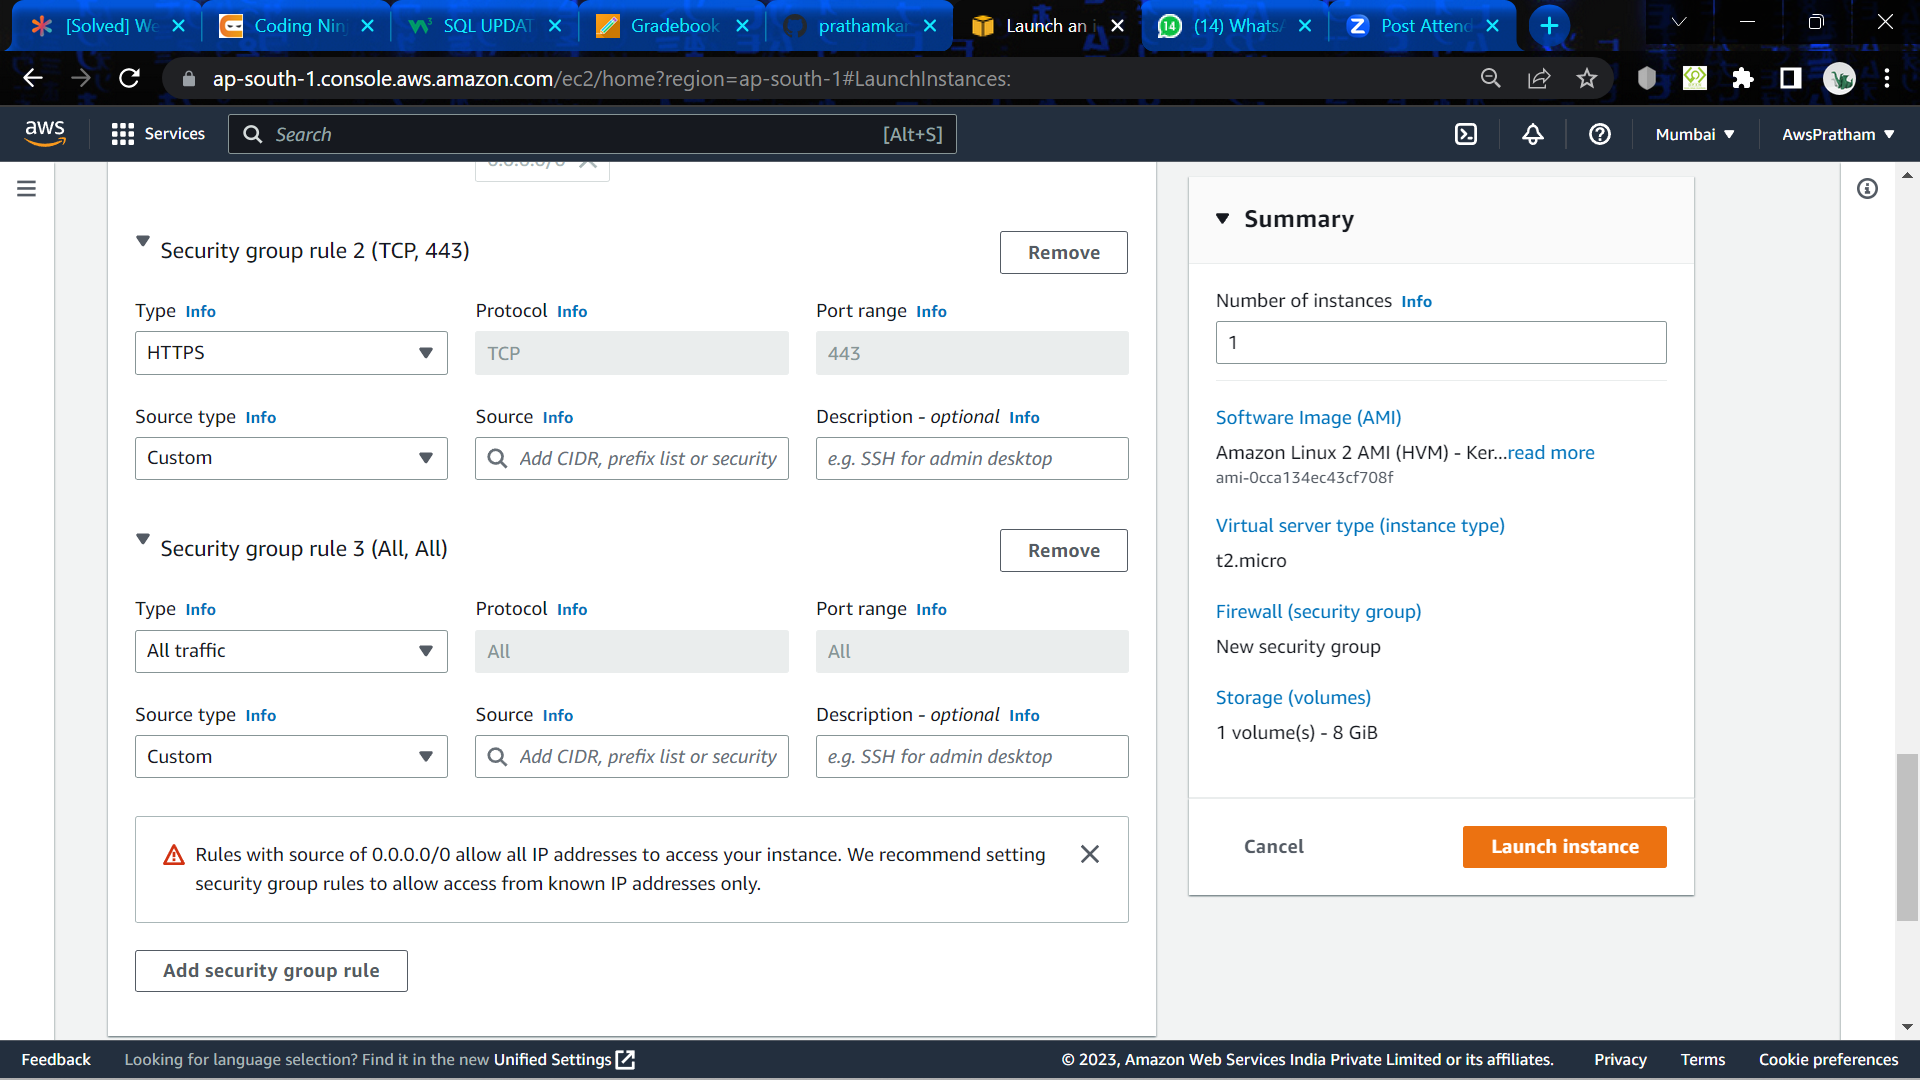 [Solved] We
Coding Nin
SQL UPDAT
Gradebook
prathamkar
Launch an i
14
(14) Whats
Post Attend
ap-south-1.console.aws.amazon.com/ec2/home?region=ap-south-1#LaunchInstances:
aws
Services
Search
[Alt+S]
Mumbai
AwsPratham
0.0.0.0/0
Security group rule 2 (TCP, 443)
Remove
Type Info
Protocol Info
Port range Info
HTTPS
TCP
443
Source type Info
Source Info
Description - optional Info
Custom
Add CIDR, prefix list or security
e.g. SSH for admin desktop
Security group rule 3 (All, All)
Remove
Type Info
Protocol Info
Port range Info
All traffic
All
All
Source type Info
Source Info
Description - optional Info
Custom
Add CIDR, prefix list or security
e.g. SSH for admin desktop
Rules with source of 0.0.0.0/0 allow all IP addresses to access your instance. We recommend setting
security group rules to allow access from known IP addresses only.
Add security group rule
Summary
Number of instances Info
1
Software Image (AMI)
Amazon Linux 2 AMI (HVM) - Ker...read more
ami-0cca134ec43cf708f
Virtual server type (instance type)
t2.micro
Firewall (security group)
New security group
Storage (volumes)
1 volume(s) - 8 GiB
Cancel
Launch instance
Feedback
Looking for language selection? Find it in the new Unified Settings
© 2023, Amazon Web Services India Private Limited or its affiliates.
Privacy
Terms
Cookie preferences